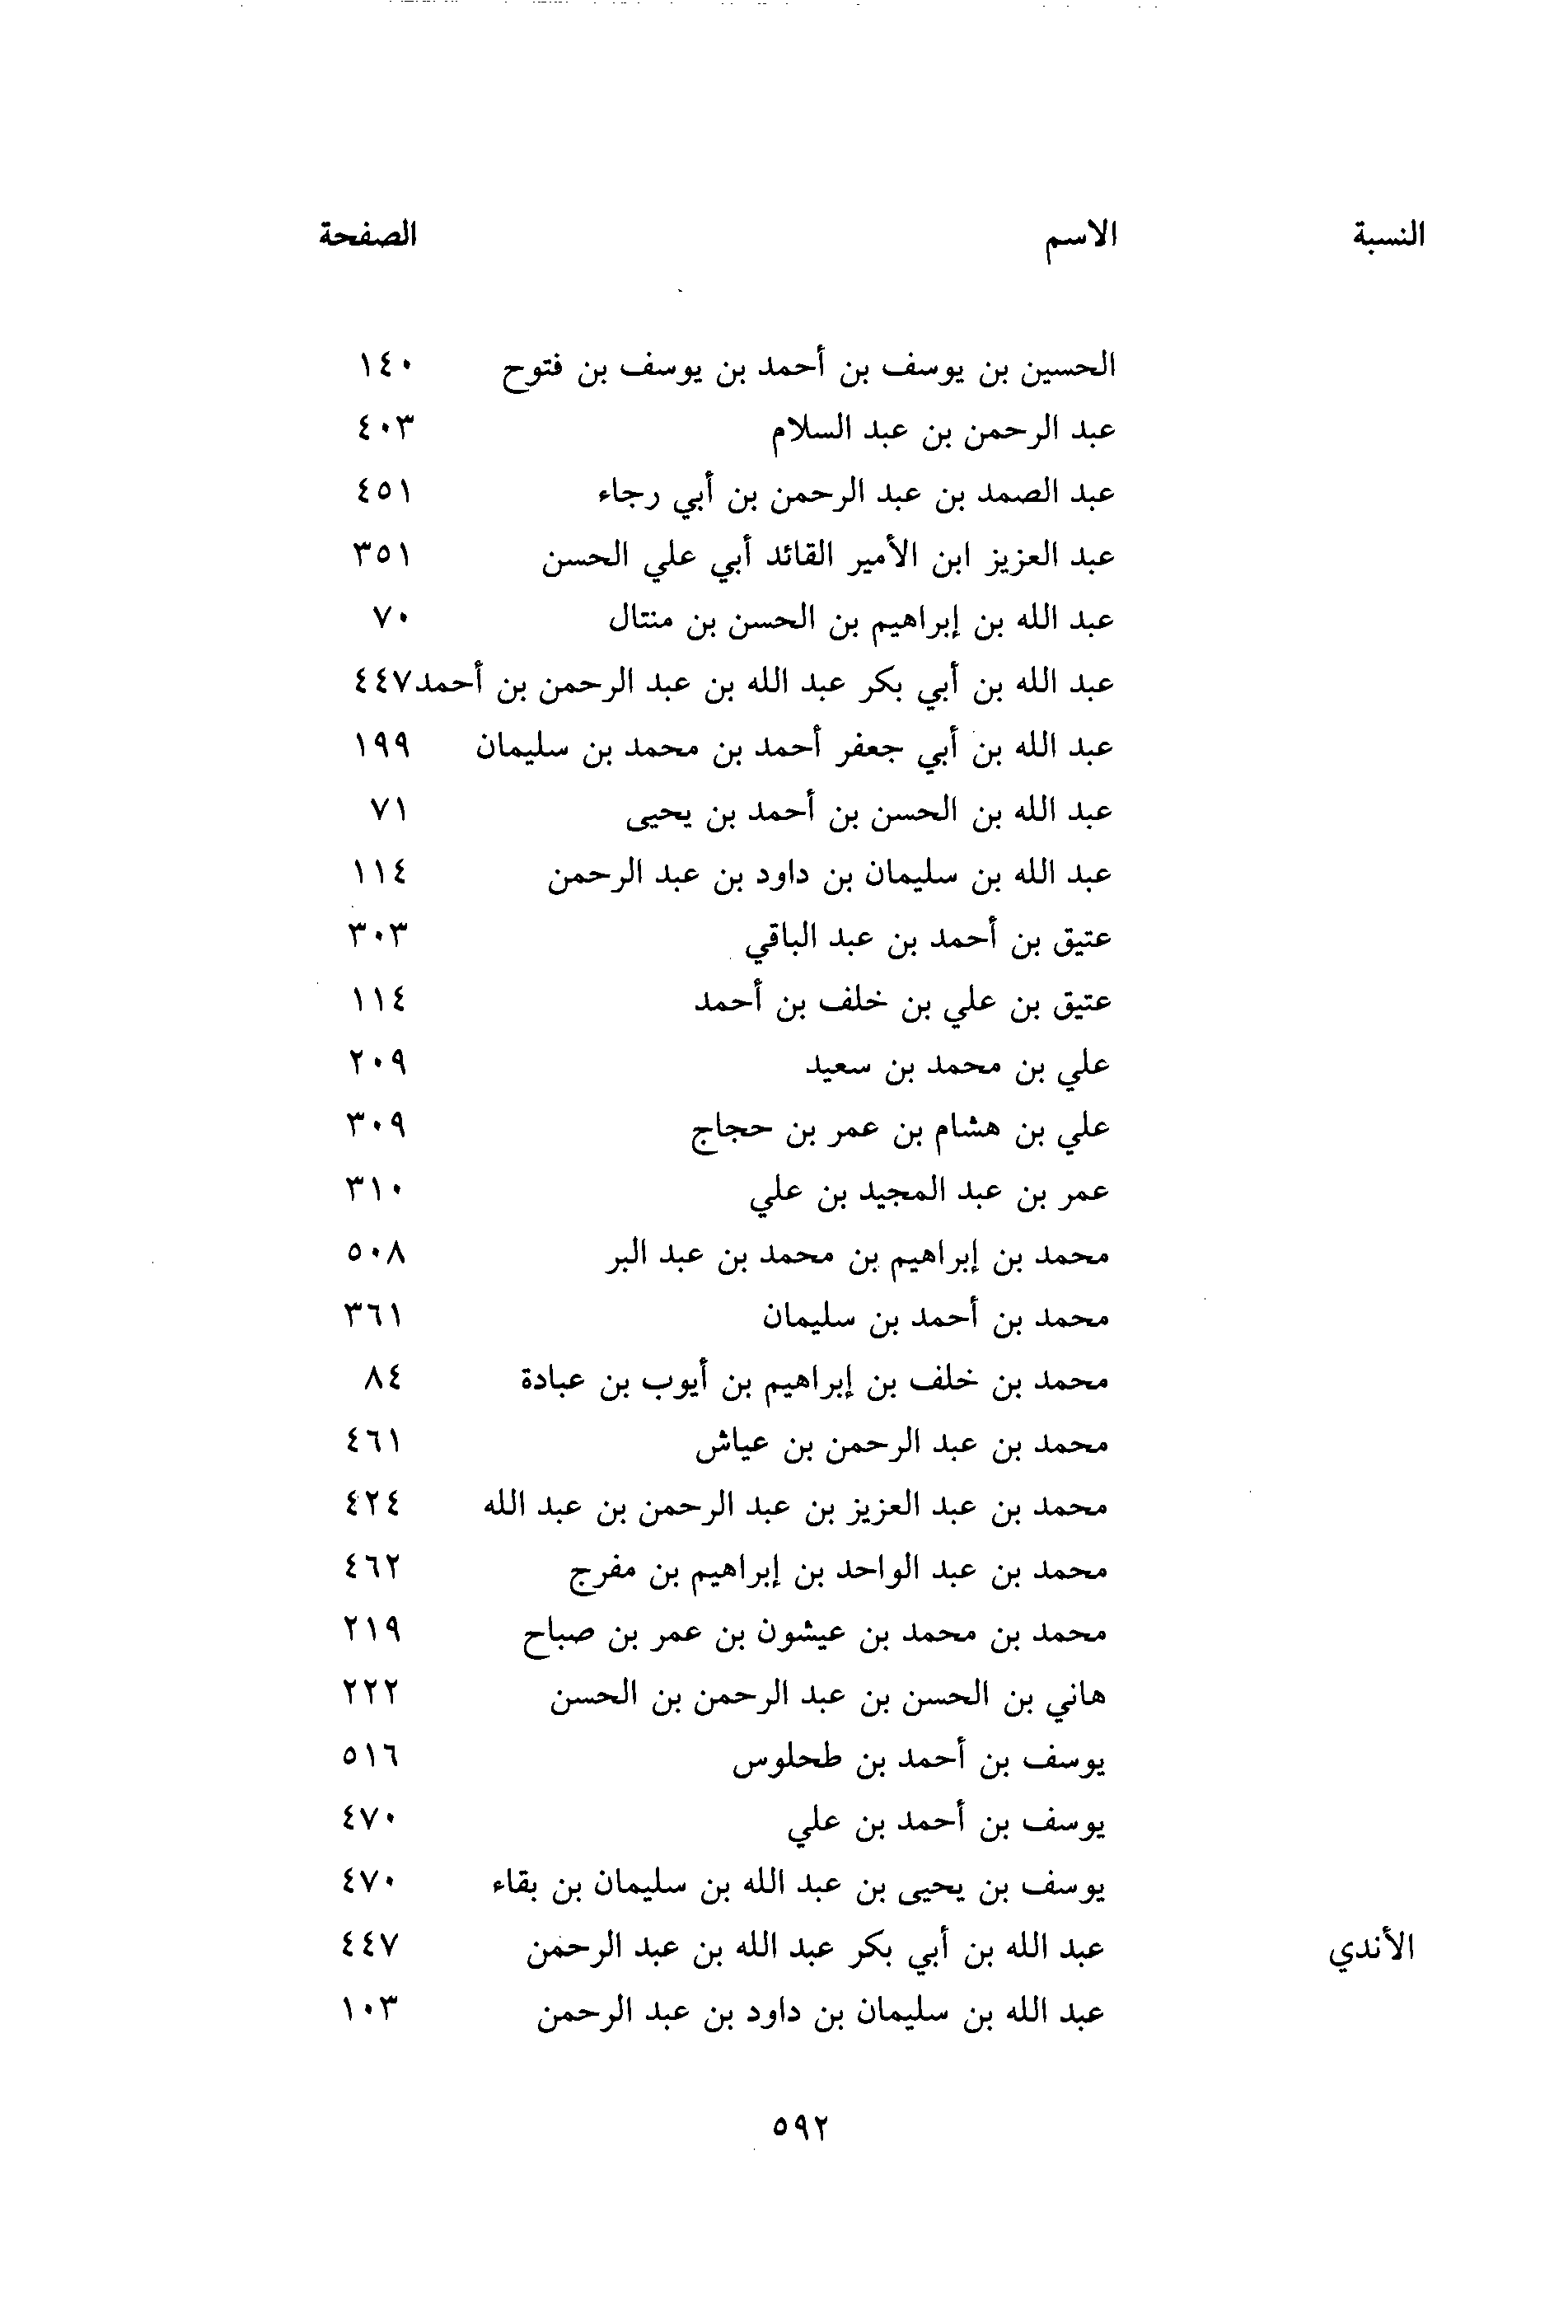 النسبة الاسم الصفحة
الحسين بن يوسف بن أحمد بن يوسف بن فتوح ١٤٠
عبد الرحمن بن عبد السلام ٤٠٣
عبد الصمد بن عبد الرحمن بن أبي رجاء ٤٥١
عبد العزيز ابن الأمير القائد أبي علي الحسن ٣٥١
عبد الله بن إبراهيم بن الحسن بن منتال ٧٠
عبد الله بن أبي بكر عبد الله بن عبد الرحمن بن أحمد ٤٤٧
عبد الله بن أبي جعفر أحمد بن محمد بن سليمان ١٩٩
عبد الله بن الحسن بن أحمد بن يحيى ٧١
عبد الله بن سليمان بن داود بن عبد الرحمن ١١٤
عتيق بن أحمد بن عبد الباقي ٣٠٣
عتيق بن علي بن خلف بن أحمد ١١٤
علي بن محمد بن سعيد ٢٠٩
علي بن هشام بن عمر بن حجاج ٣٠٩
عمر بن عبد المجيد بن علي ٣١٠
محمد بن إبراهيم بن محمد بن عبد البر ٥٠٨
محمد بن أحمد بن سليمان ٣٦١
محمد بن خلف بن إبراهيم بن أيوب بن عبادة ٨٤
محمد بن عبد الرحمن بن عياش ٤٦١
محمد بن عبد العزيز بن عبد الرحمن بن عبد الله ٤٢٤
محمد بن عبد الواحد بن إبراهيم بن مفرج ٤٦٢
محمد بن محمد بن عيشون بن عمر بن صباح ٢١٩
هاني بن الحسن بن عبد الرحمن بن الحسن ٢٢٢
يوسف بن أحمد بن طحلوس ٥١٦
يوسف بن أحمد بن علي ٤٧٠
يوسف بن يحيى بن عبد الله بن سليمان بن بقاء ٤٧٠
الأندي عبد الله بن أبي بكر عبد الله بن عبد الرحمن ٤٤٧
عبد الله بن سليمان بن داود بن عبد الرحمن ١٠٣
٥٩٢